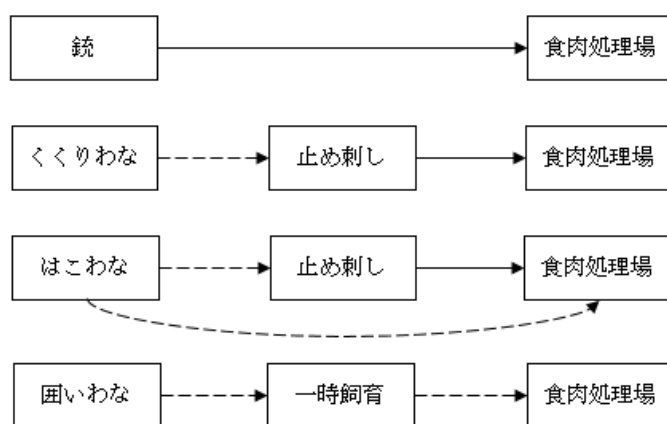 銃
食肉処理場
くくりわな
止め刺し
食肉処理場
はこわな
止め刺し
食肉処理場
囲いわな
一時飼育
食肉処理場